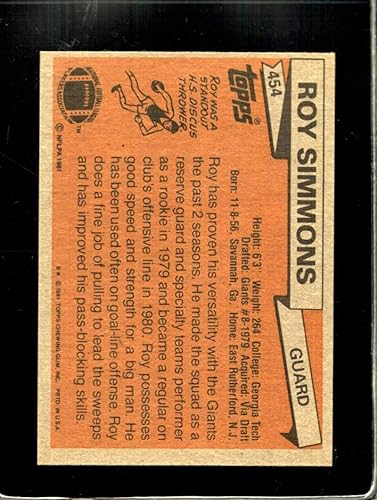 454
ROY SIMMONS
GUARD
TOPPS®
Height: 6'3" Weight: 264 College: Georgia Tech
Drafted: Giants #8-1979 Acquired: Via Draft
Born: 11-8-56, Savannah, Ga. Home: East Rutherford, N.J.
ROY WAS A
STANDOUT
H.S. DISCUS
THROWER
Roy has proven his versatility with the Giants
the past 2 seasons. He made the squad as a
reserve guard and specialty teams performer
as a rookie in 1979 and became a regular on
club's offensive line in 1980. Roy possesses
good speed and strength for a big man. He
has been used often on goal-line offense. Roy
does a fine job of pulling to lead the sweeps
and has improved his pass-blocking skills.
© NFLPA 1981
© 1981 TOPPS CHEWING GUM, INC. PRTD. IN U.S.A.